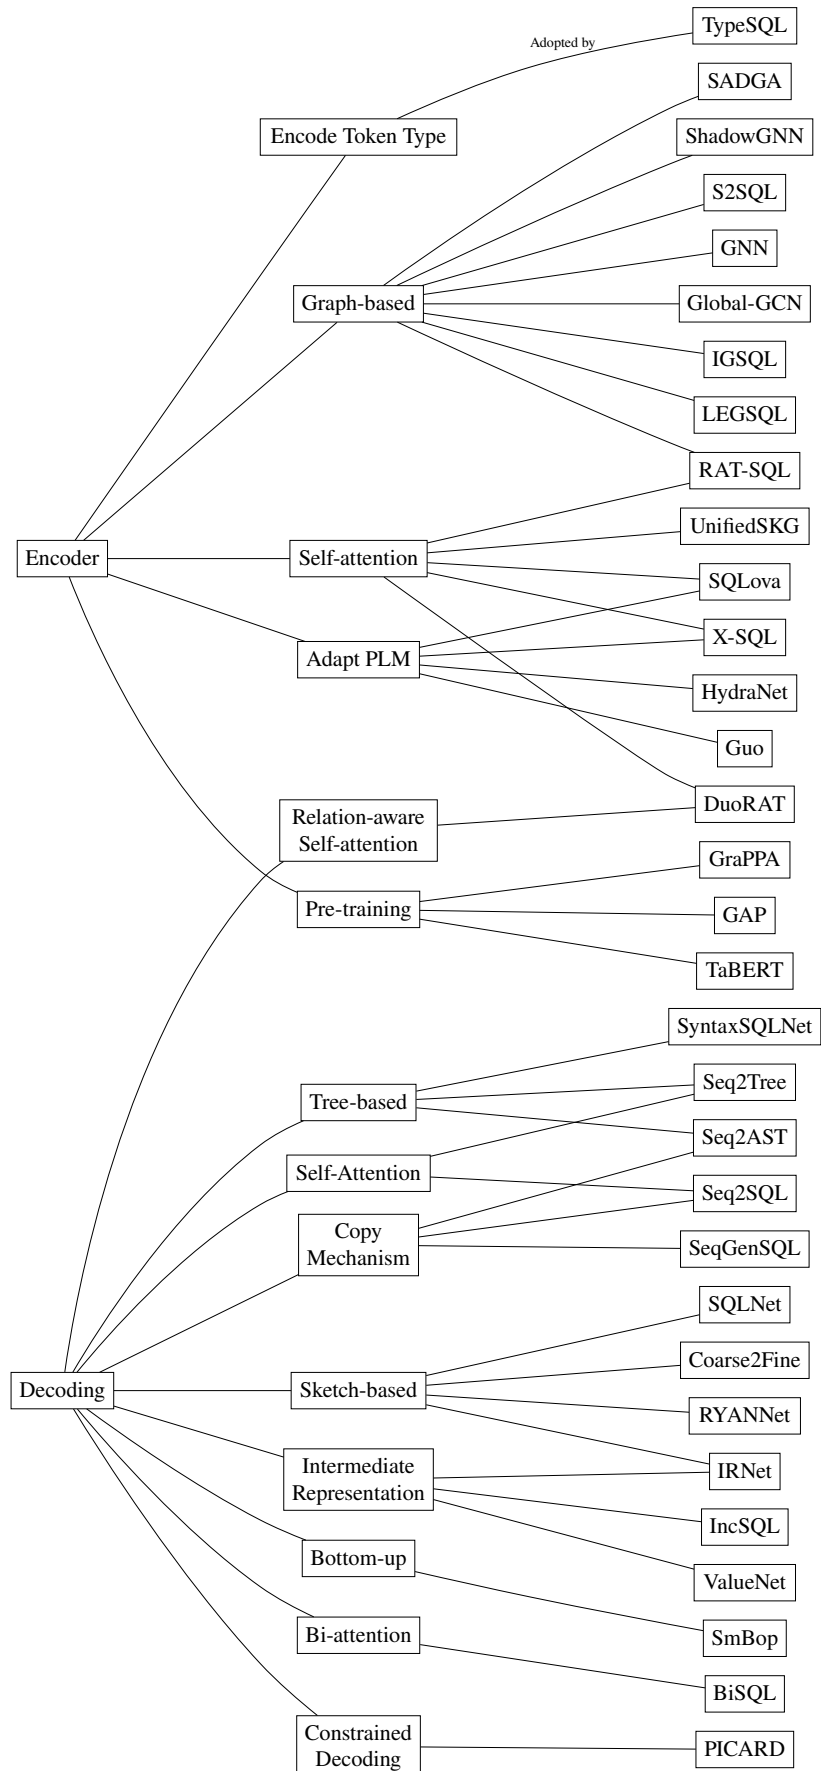 TypeSQL
Adopted by
SADGA
Encode Token Type
ShadowGNN
S2SQL
GNN
Graph-based
Global-GCN
IGSQL
LEGSQL
RAT-SQL
UnifiedSKG
Encoder
Self-attention
SQLova
X-SQL
Adapt PLM
HydraNet
Guo
DuoRAT
Relation-aware
Self-attention
GraPPA
Pre-training
GAP
TaBERT
SyntaxSQLNet
Seq2Tree
Tree-based
Seq2AST
Self-Attention
Seq2SQL
Copy
Mechanism
SeqGenSQL
SQLNet
Coarse2Fine
Decoding
Sketch-based
RYANNet
Intermediate
Representation
IRNet
IncSQL
Bottom-up
ValueNet
Bi-attention
SmBop
BiSQL
Constrained
Decoding
PICARD